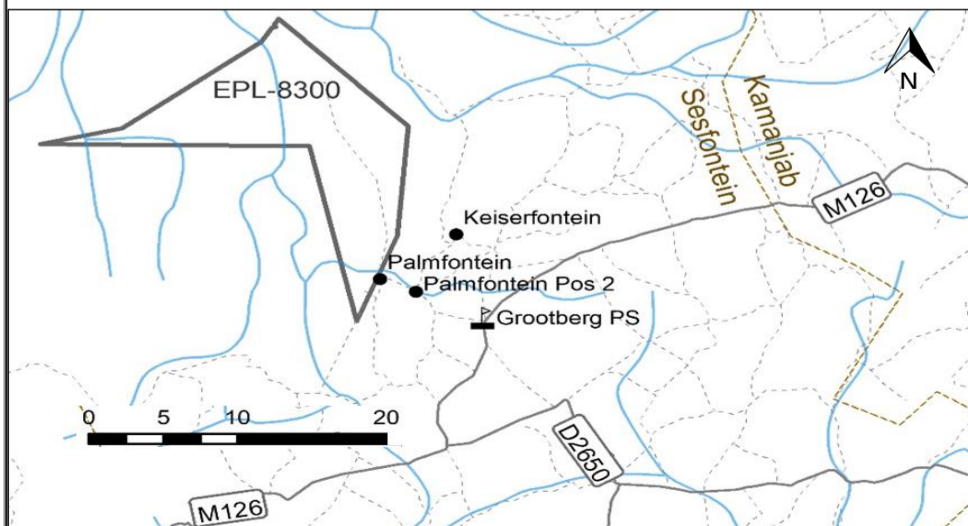 EPL-8300
N
Kamanjab
Sesfontein
M126
Keiserfontein
Palmfontein
Palmfontein Pos 2
Grootberg PS
0 5 10 20
D2650
M126